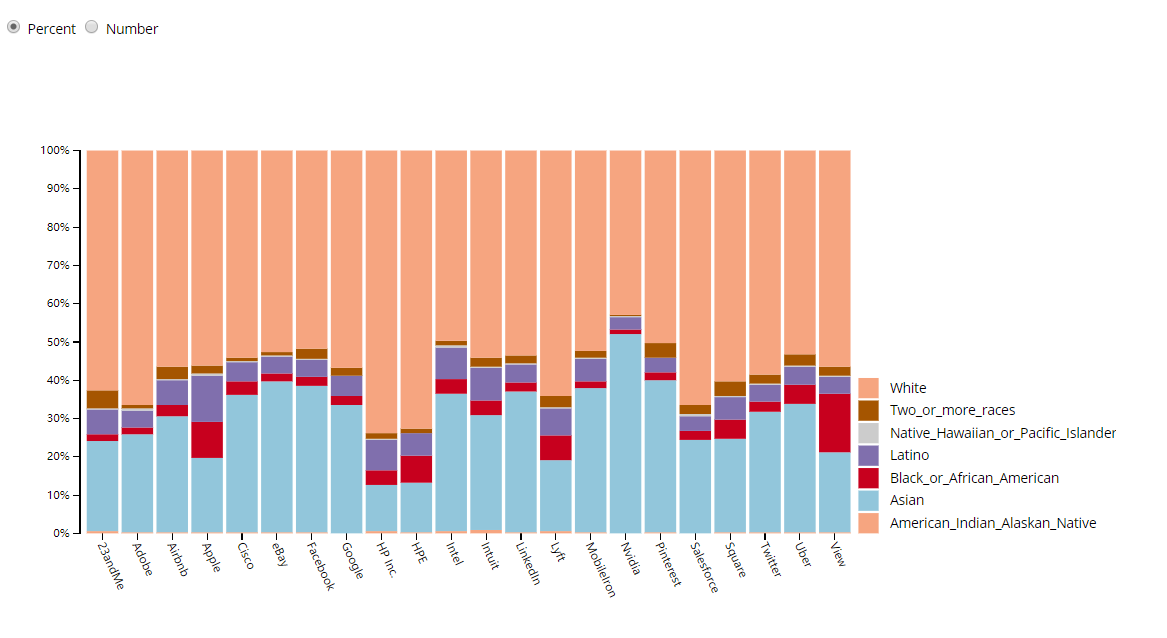 Percent Number
100%
90%
80%
70%
60%
50%
40%
30%
20%
10%
0%
23andMe
Adobe
Airbnb
Apple
Cisco
eBay
Facebook
Google
HP Inc.
HPE
Intel
Intuit
LinkedIn
Lyft
MobileIron
Nvidia
Pinterest
Salesforce
Square
Twitter
Uber
View
White
Two_or_more_races
Native_Hawaiian_or_Pacific_Islander
Latino
Black_or_African_American
Asian
American_Indian_Alaskan_Native